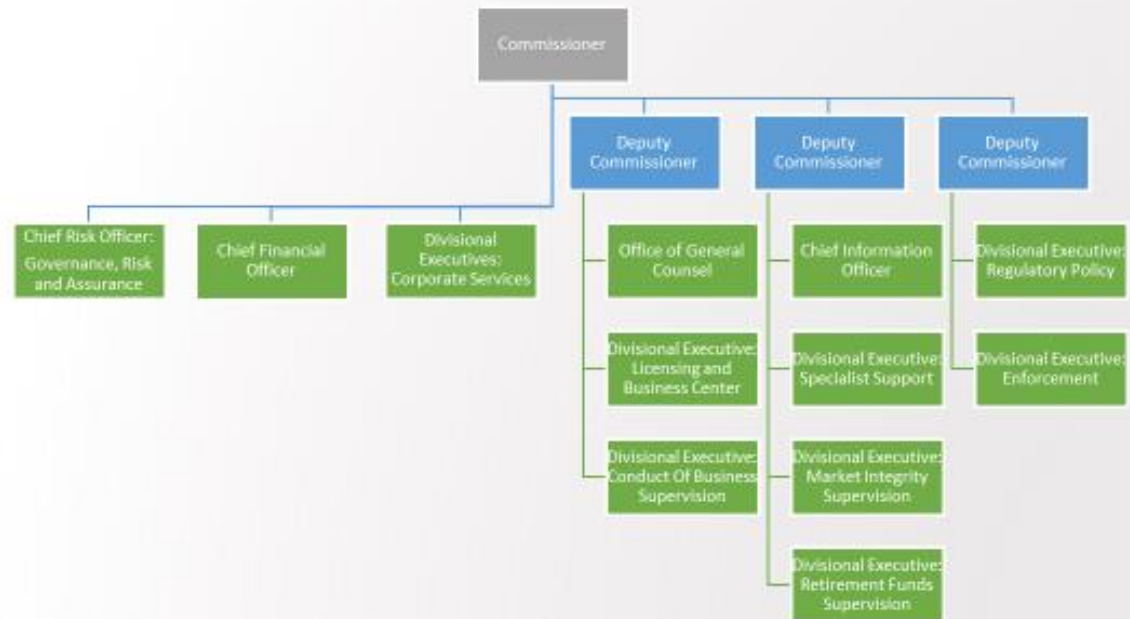 Commissioner
Deputy
Commissioner
Deputy
Commissioner
Deputy
Commissioner
Chief Risk Officer:
Governance, Risk
and Assurance
Chief Financial
Officer
Divisional
Executives:
Corporate Services
Office of General
Counsel
Chief Information
Officer
Divisional Executive:
Regulatory Policy
Divisional Executive:
Licensing and
Business Center
Divisional Executive:
Specialist Support
Divisional Executive:
Enforcement
Divisional Executive:
Conduct Of Business
Supervision
Divisional Executive:
Market Integrity
Supervision
Divisional Executive:
Retirement Funds
Supervision